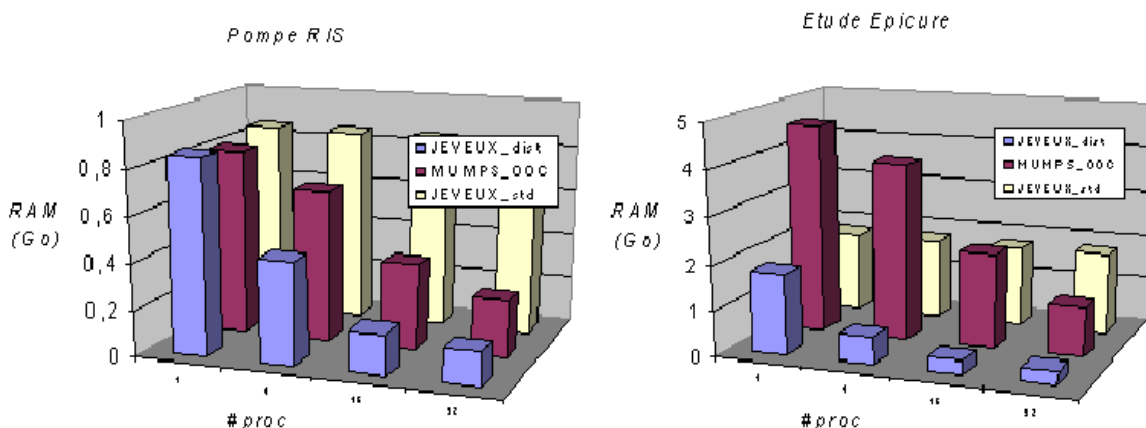 Pompe RIS
1
0,8
0,6
0,4
0,2
0
RAM
(Go)
JEVEUX_dist
MUMPS_OOC
JEVEUX_std
1
4
16
32
#proc
Etude Epicure
5
4
3
2
1
0
RAM
(Go)
JEVEUX_dist
MUMPS_OOC
JEVEUX_std
1
4
16
32
#proc